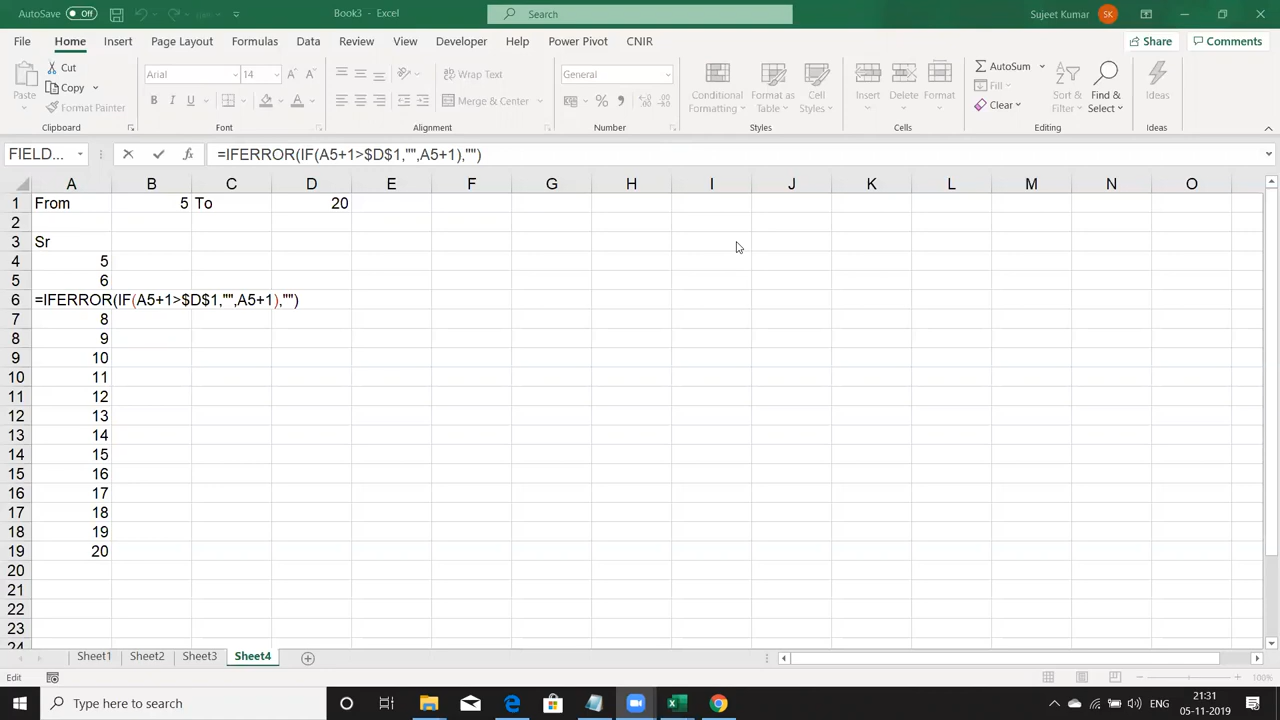 AutoSave Off Book3 - Excel Search Sujeet Kumar SK
File Home Insert Page Layout Formulas Data Review View Developer Help Power Pivot CNIR Share Comments
Paste Cut Copy Format Painter
Clipboard
Arial 14
B I U A
Font
Wrap Text
Merge & Center
Alignment
General
Number
Conditional Formatting Format as Table Cell Styles
Styles
Insert Delete Format
Cells
AutoSum Fill Clear Sort & Filter Find & Select
Editing
Ideas
Ideas
FIELD... fx =IFERROR(IF(A5+1>$D$1,"",A5+1),"")
A B C D E F G H I J K L M N O
1 From 5 To 20
2
3 Sr
4 5
5 6
6 =IFERROR(IF(A5+1>$D$1,"",A5+1),"")
7 8
8 9
9 10
10 11
11 12
12 13
13 14
14 15
15 16
16 17
17 18
18 19
19 20
20
21
22
23
24
Sheet1 Sheet2 Sheet3 Sheet4
Edit 100%
Type here to search ENG 21:31
05-11-2019